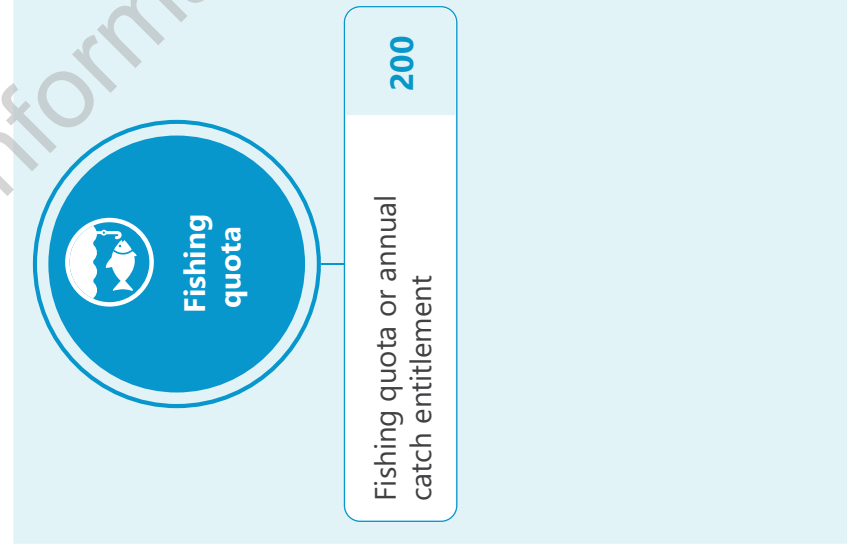 Fishing
quota
Fishing quota or annual
catch entitlement
200